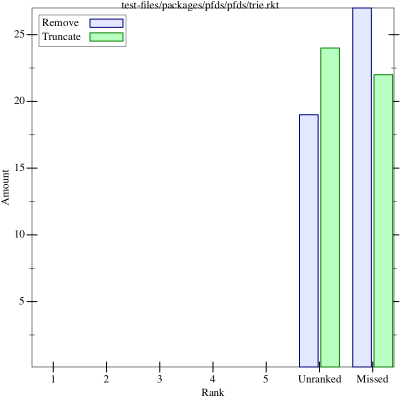 test-files/packages/pfds/pfds/trie.rkt
Remove
Truncate
25
20
15
10
5
Amount
1 2 3 4 5 Unranked Missed
Rank